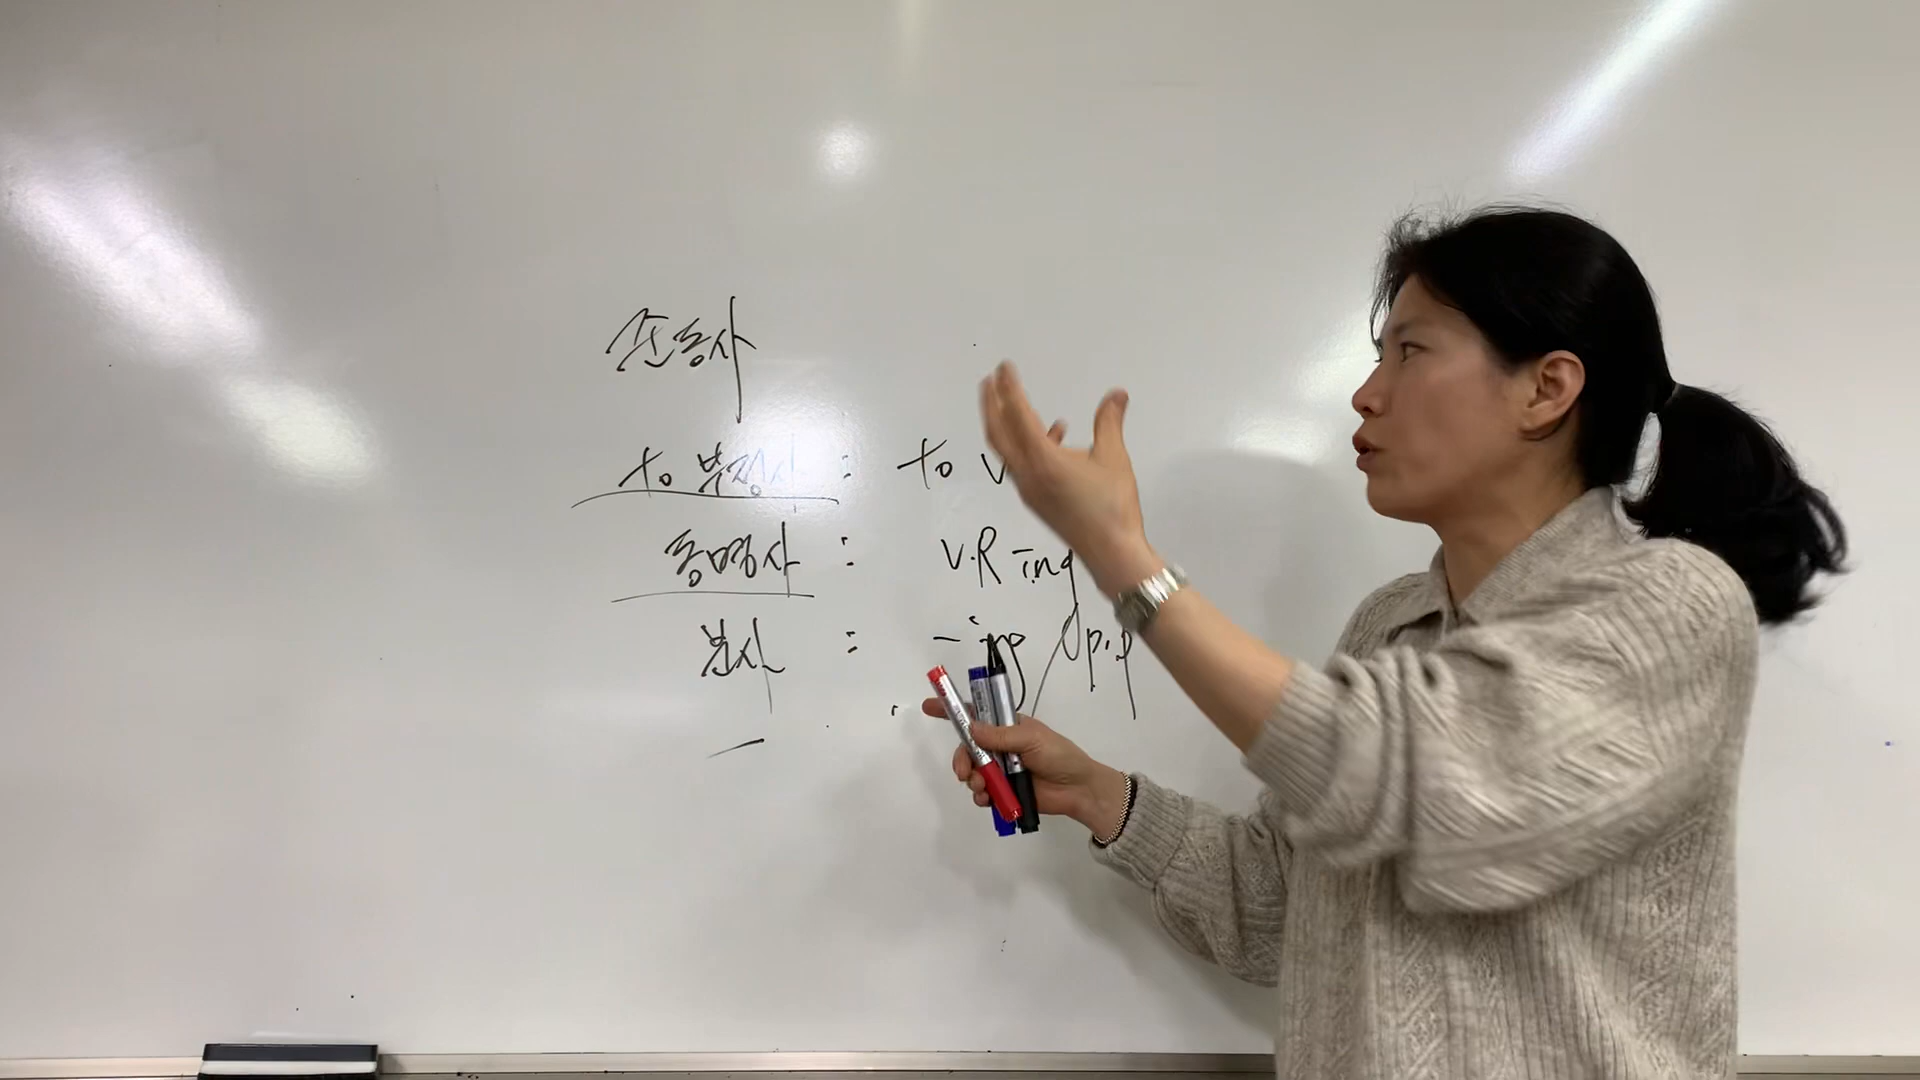 준동사
to 부정사 : to V
동명사 : V.R ing
분사 : -ing / p.p